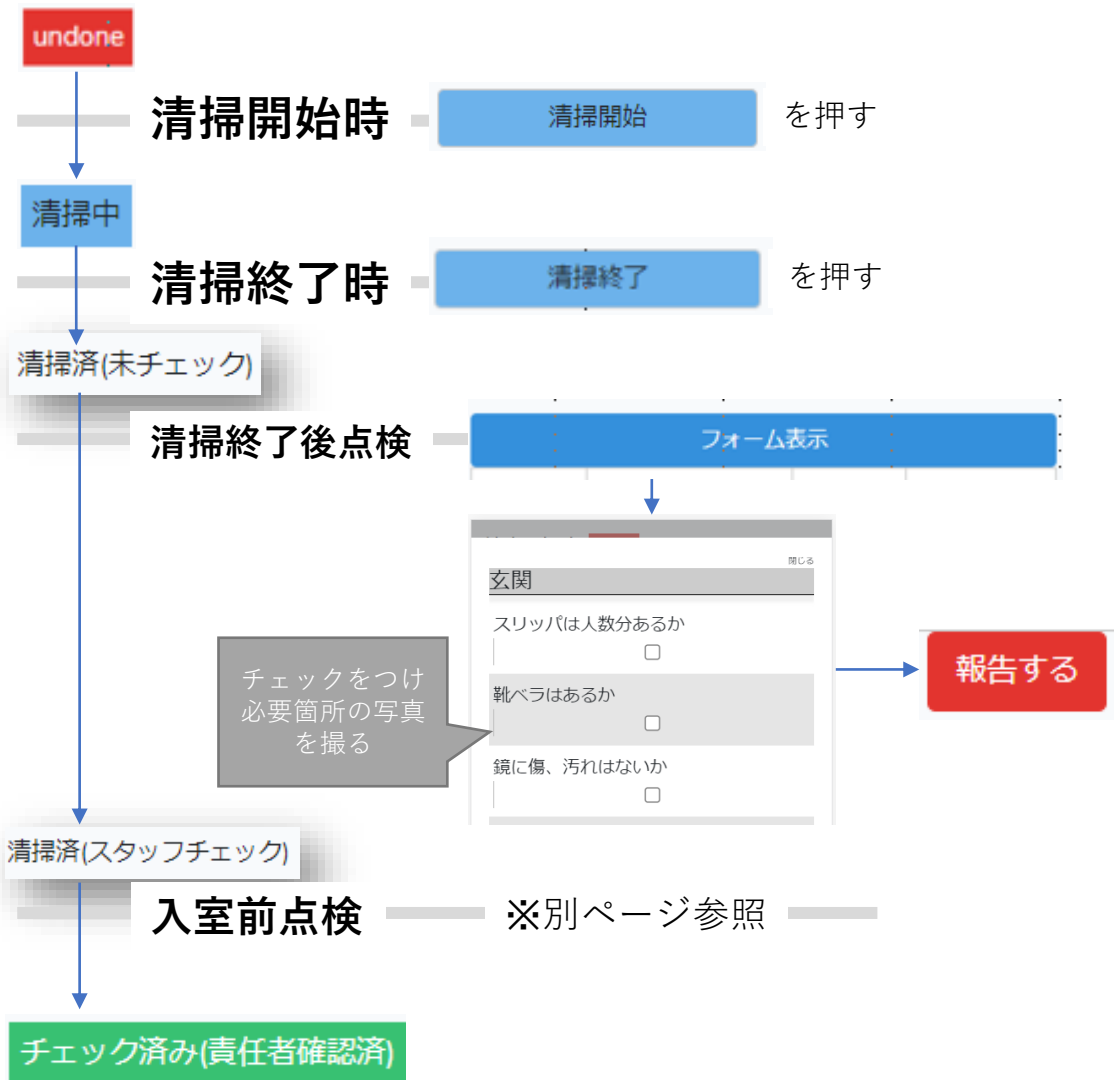 undone
清掃開始時
清掃開始
を押す
清掃中
清掃終了時
清掃終了
を押す
清掃済(未チェック)
清掃終了後点検
フォーム表示
閉じる
玄関
スリッパは人数分あるか
靴ベラはあるか
鏡に傷、汚れはないか
チェックをつけ
必要箇所の写真
を撮る
報告する
清掃済(スタッフチェック)
入室前点検
※別ページ参照
チェック済み(責任者確認済)